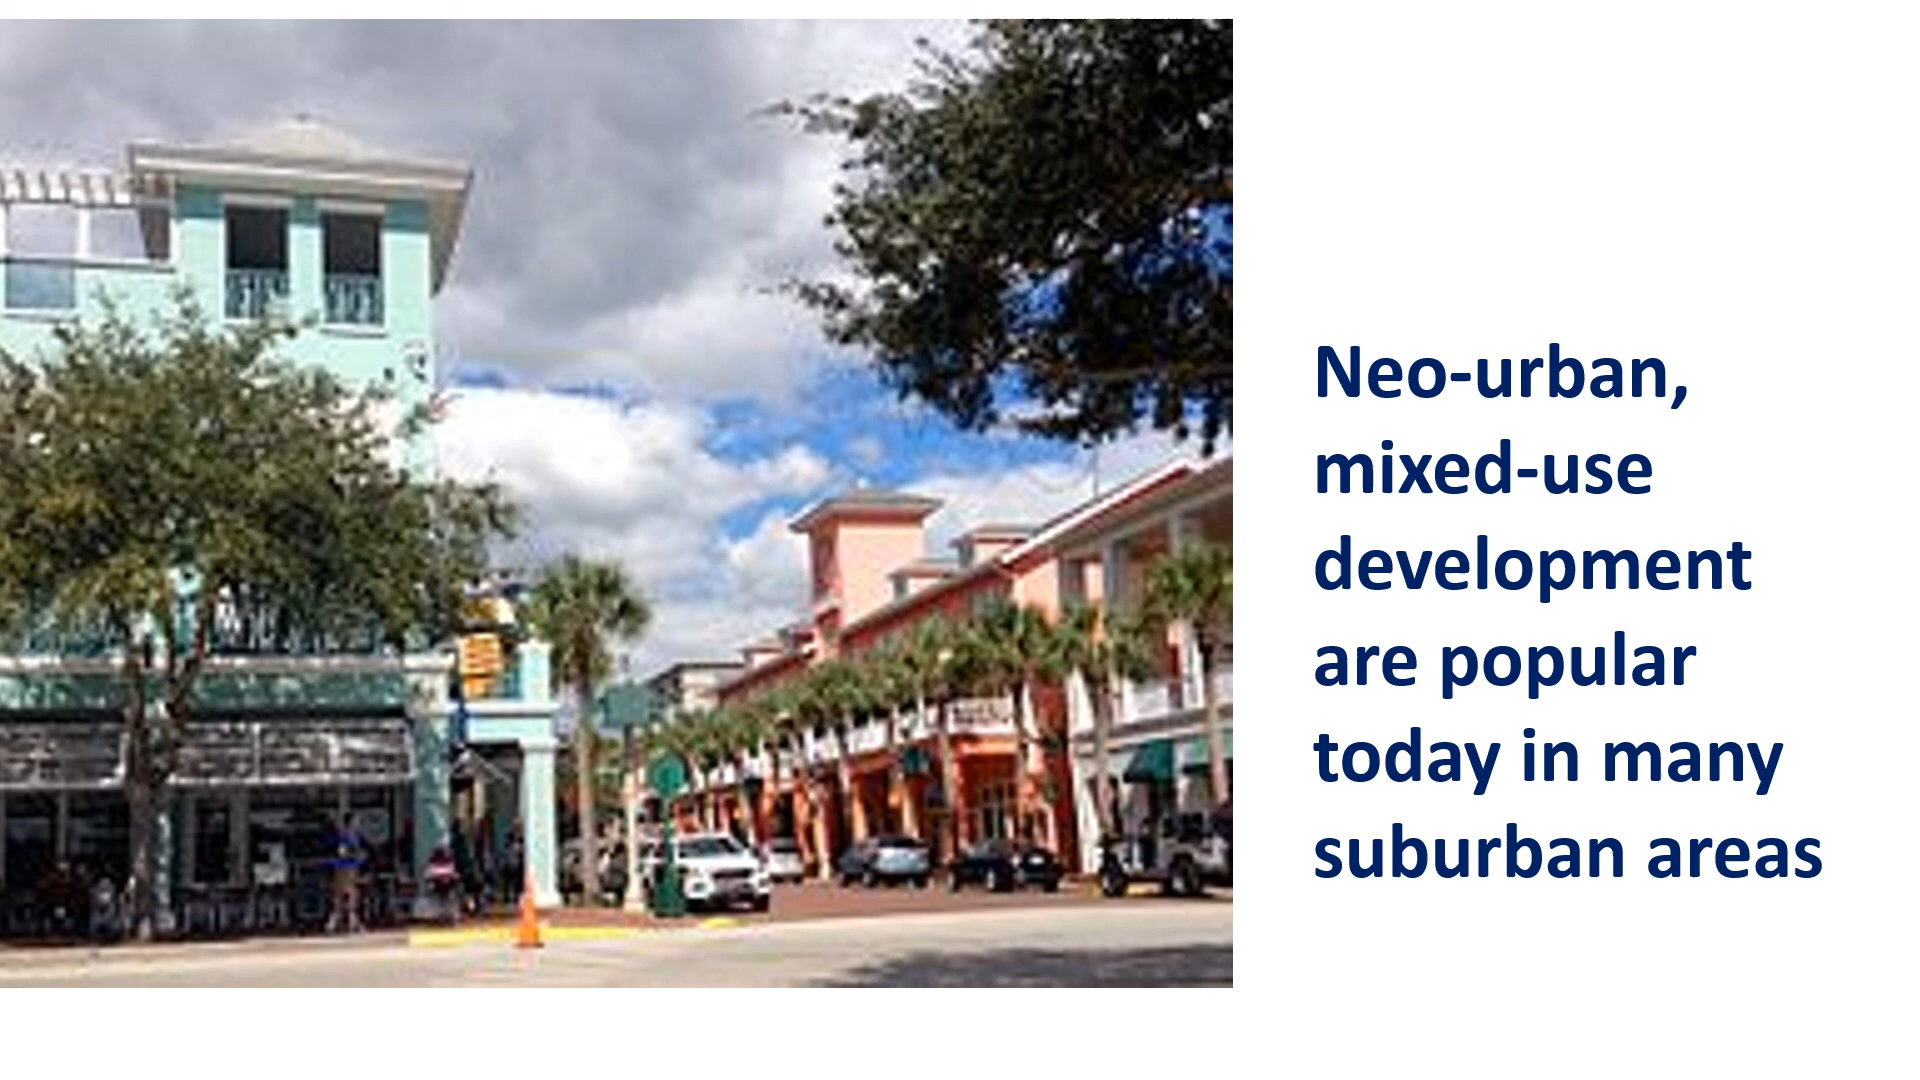 Neo-urban,
mixed-use
development
are popular
today in many
suburban areas